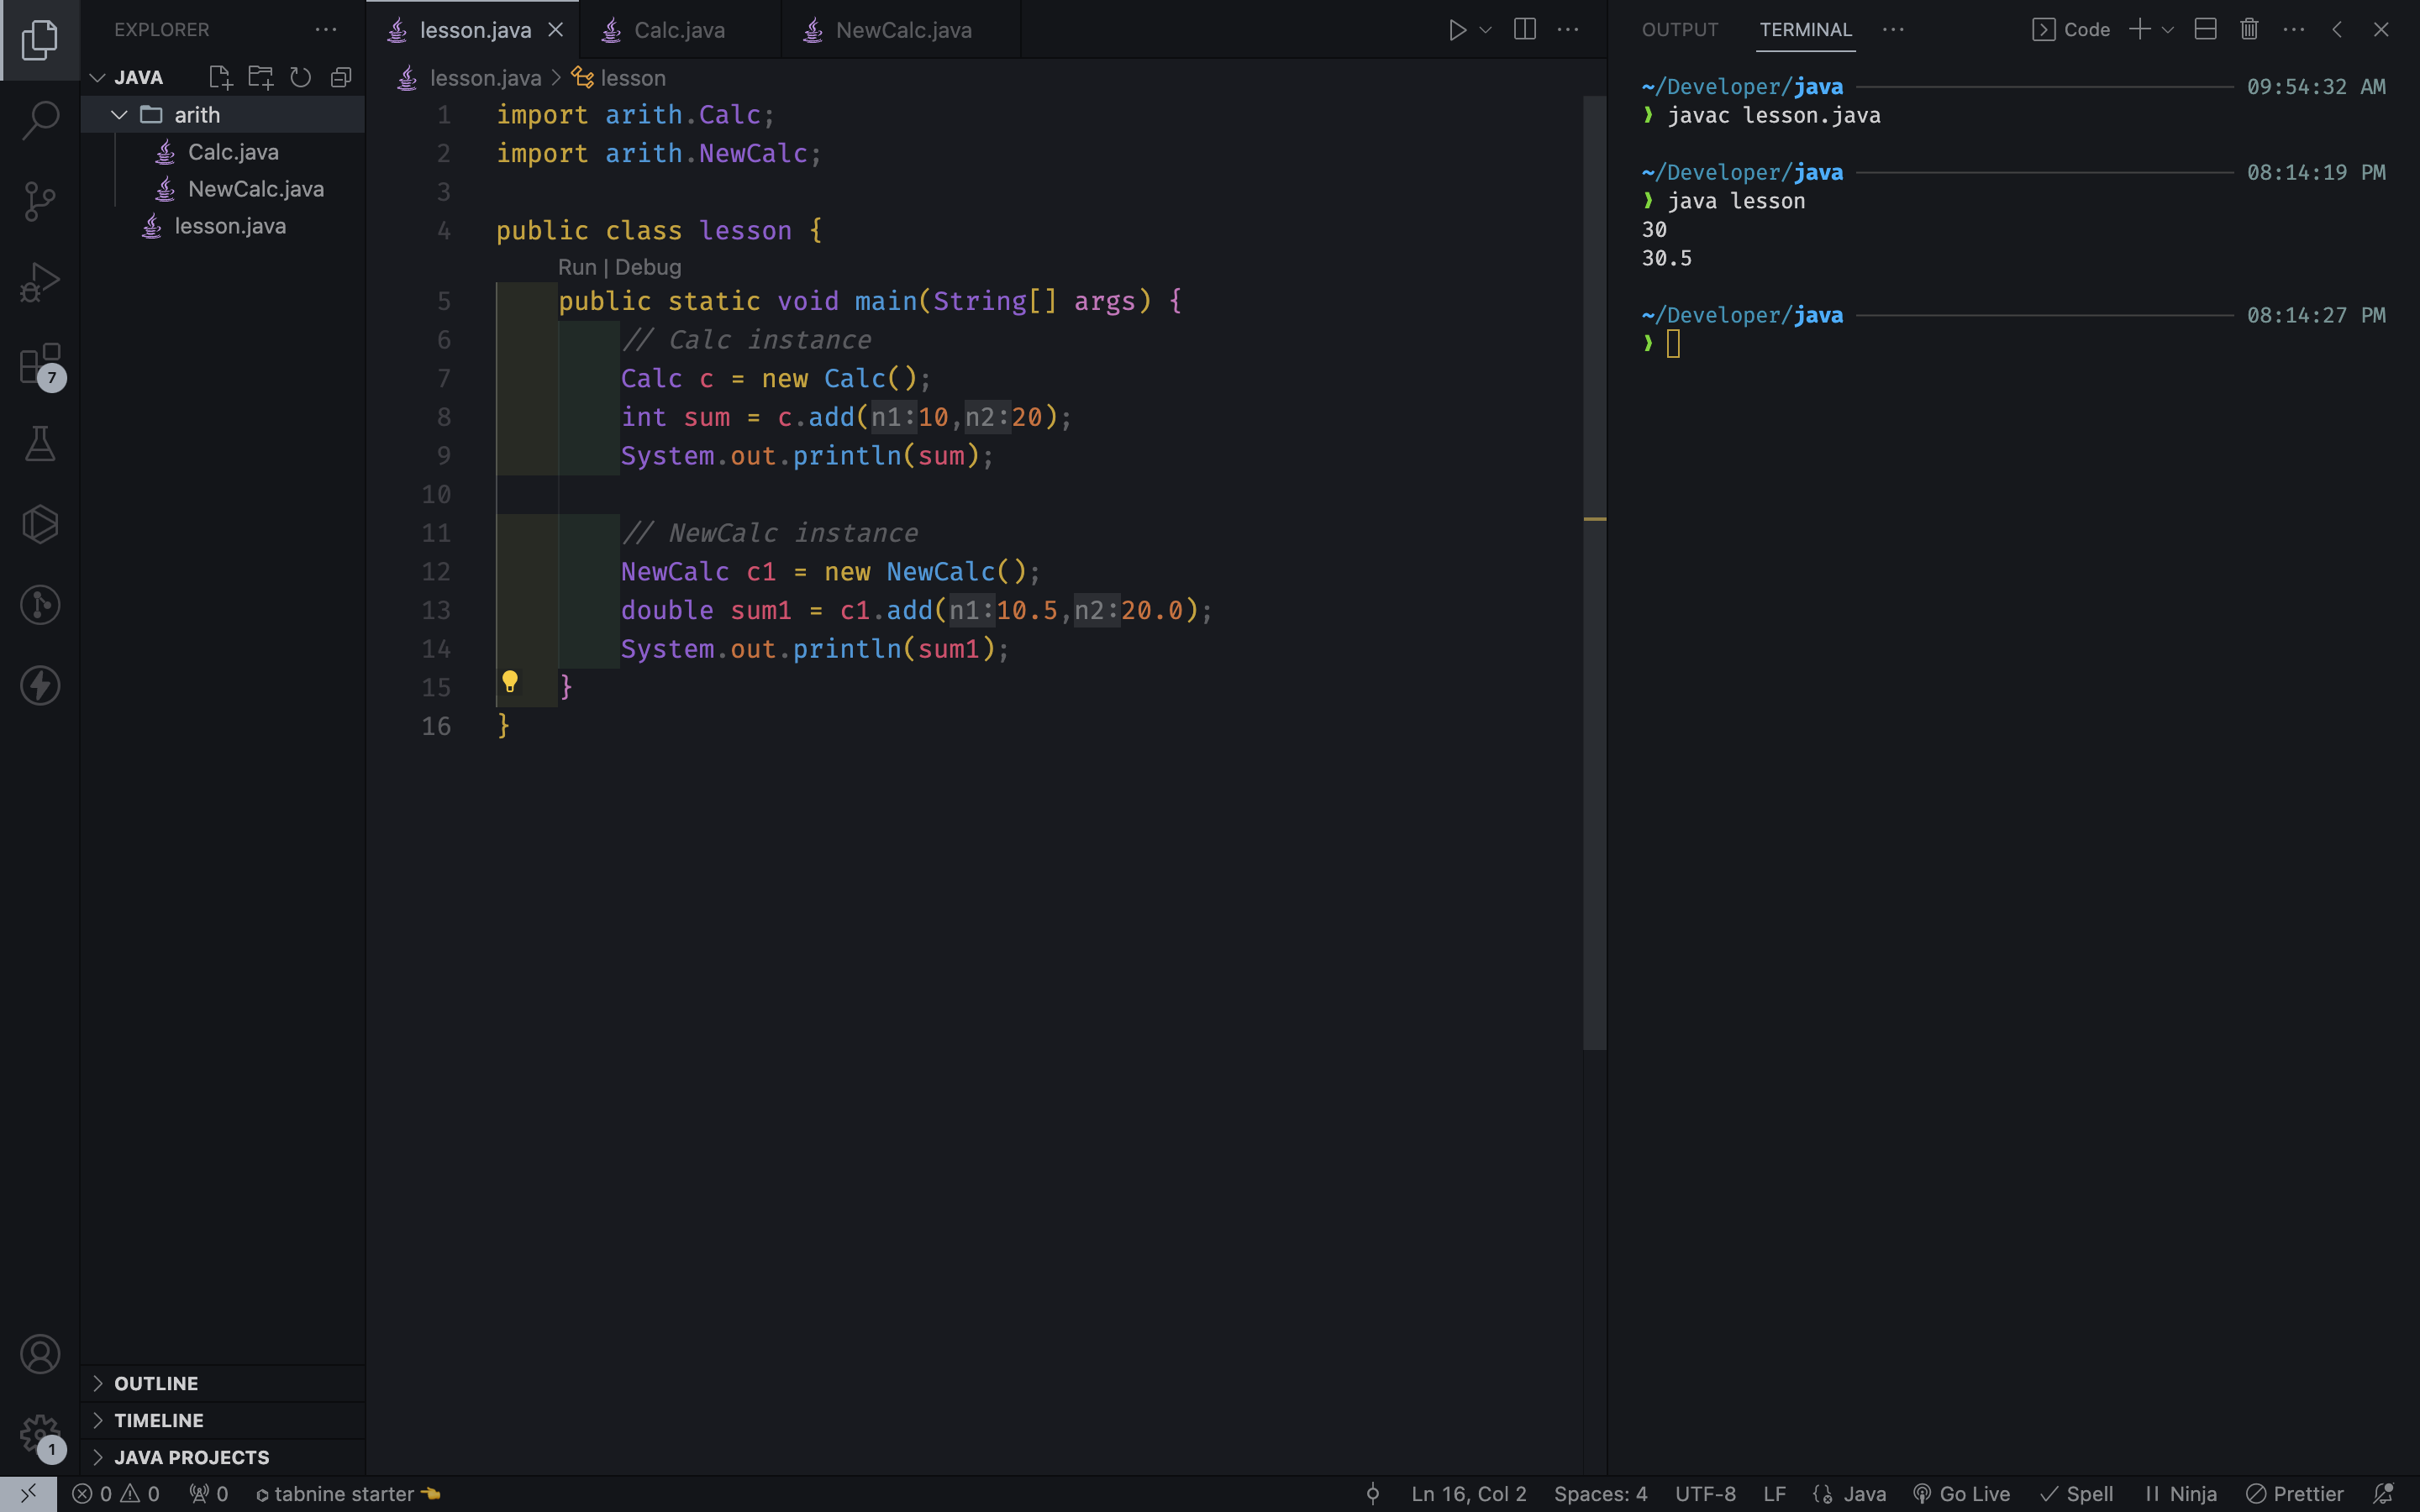 EXPLORER
JAVA
arith
Calc.java
NewCalc.java
lesson.java
7
1
OUTLINE
TIMELINE
JAVA PROJECTS
lesson.java Calc.java NewCalc.java
lesson.java > lesson
1 import arith.Calc;
2 import arith.NewCalc;
3
4 public class lesson {
Run | Debug
5 public static void main(String[] args) {
6 // Calc instance
7 Calc c = new Calc();
8 int sum = c.add(n1:10,n2:20);
9 System.out.println(sum);
10
11 // NewCalc instance
12 NewCalc c1 = new NewCalc();
13 double sum1 = c1.add(n1:10.5,n2:20.0);
14 System.out.println(sum1);
15 }
16 }
OUTPUT TERMINAL Code
~/Developer/java 09:54:32 AM
❯ javac lesson.java
~/Developer/java 08:14:19 PM
❯ java lesson
30
30.5
~/Developer/java 08:14:27 PM
❯
0 0 0 tabnine starter Ln 16, Col 2 Spaces: 4 UTF-8 LF Java Go Live Spell Ninja Prettier